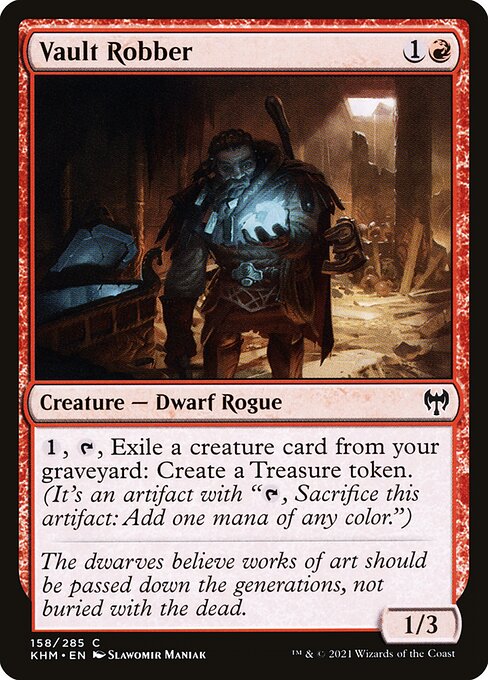 Vault Robber 1
Creature — Dwarf Rogue
1, , Exile a creature card from your
graveyard: Create a Treasure token.
(It's an artifact with “, Sacrifice this
artifact: Add one mana of any color.”)
The dwarves believe works of art should
be passed down the generations, not
buried with the dead.
1/3
158/285 C
KHM • EN SLAWOMIR MANIAK
™ & © 2021 Wizards of the Coast